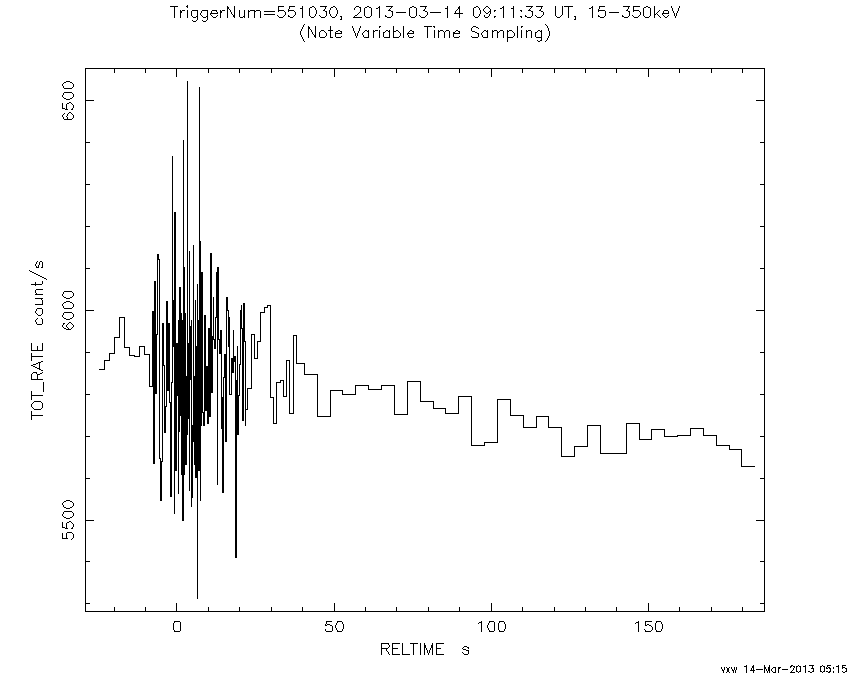 TriggerNum=551030, 2013-03-14 09:11:33 UT, 15-350keV
(Note Variable Time Sampling)
6500
6000
5500
TOT_RATE count/s
0 50 100 150
RELTIME s
vxw 14-Mar-2013 05:15